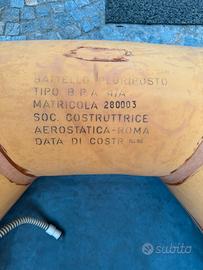 BATTELLO PLURIPOSTO
TIPO B.P.A 4/A
MATRICOLA 280003
SOC. COSTRUTTRICE
AEROSTATICA-ROMA
DATA DI COSTR
subito